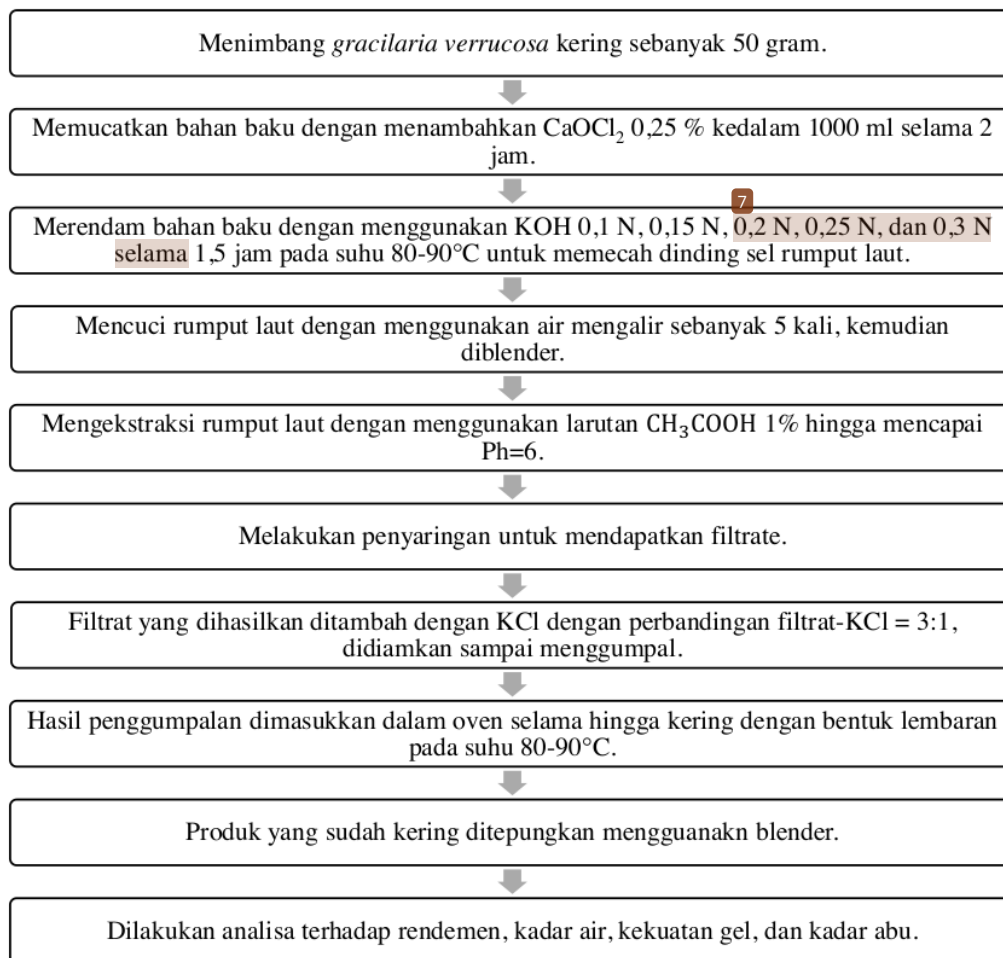 Menimbang gracilaria verrucosa kering sebanyak 50 gram.
Memucatkan bahan baku dengan menambahkan CaOCl₂ 0,25 % kedalam 1000 ml selama 2
jam.
7
Merendam bahan baku dengan menggunakan KOH 0,1 N, 0,15 N, 0,2 N, 0,25 N, dan 0,3 N
selama 1,5 jam pada suhu 80-90°C untuk memecah dinding sel rumput laut.
Mencuci rumput laut dengan menggunakan air mengalir sebanyak 5 kali, kemudian
diblender.
Mengekstraksi rumput laut dengan menggunakan larutan CH₃COOH 1% hingga mencapai
Ph=6.
Melakukan penyaringan untuk mendapatkan filtrate.
Filtrat yang dihasilkan ditambah dengan KCl dengan perbandingan filtrat-KCl = 3:1,
didiamkan sampai menggumpal.
Hasil penggumpalan dimasukkan dalam oven selama hingga kering dengan bentuk lembaran
pada suhu 80-90°C.
Produk yang sudah kering ditepungkan mengguanakn blender.
Dilakukan analisa terhadap rendemen, kadar air, kekuatan gel, dan kadar abu.